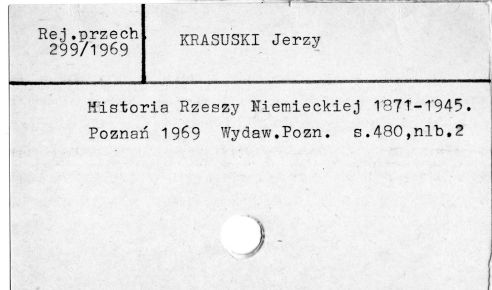 Rej.przech
299/1969
KRASUSKI Jerzy
Historia Rzeszy Niemieckiej 1871-1945.
Poznań 1969 Wydaw.Pozn. s.480,nlb.2